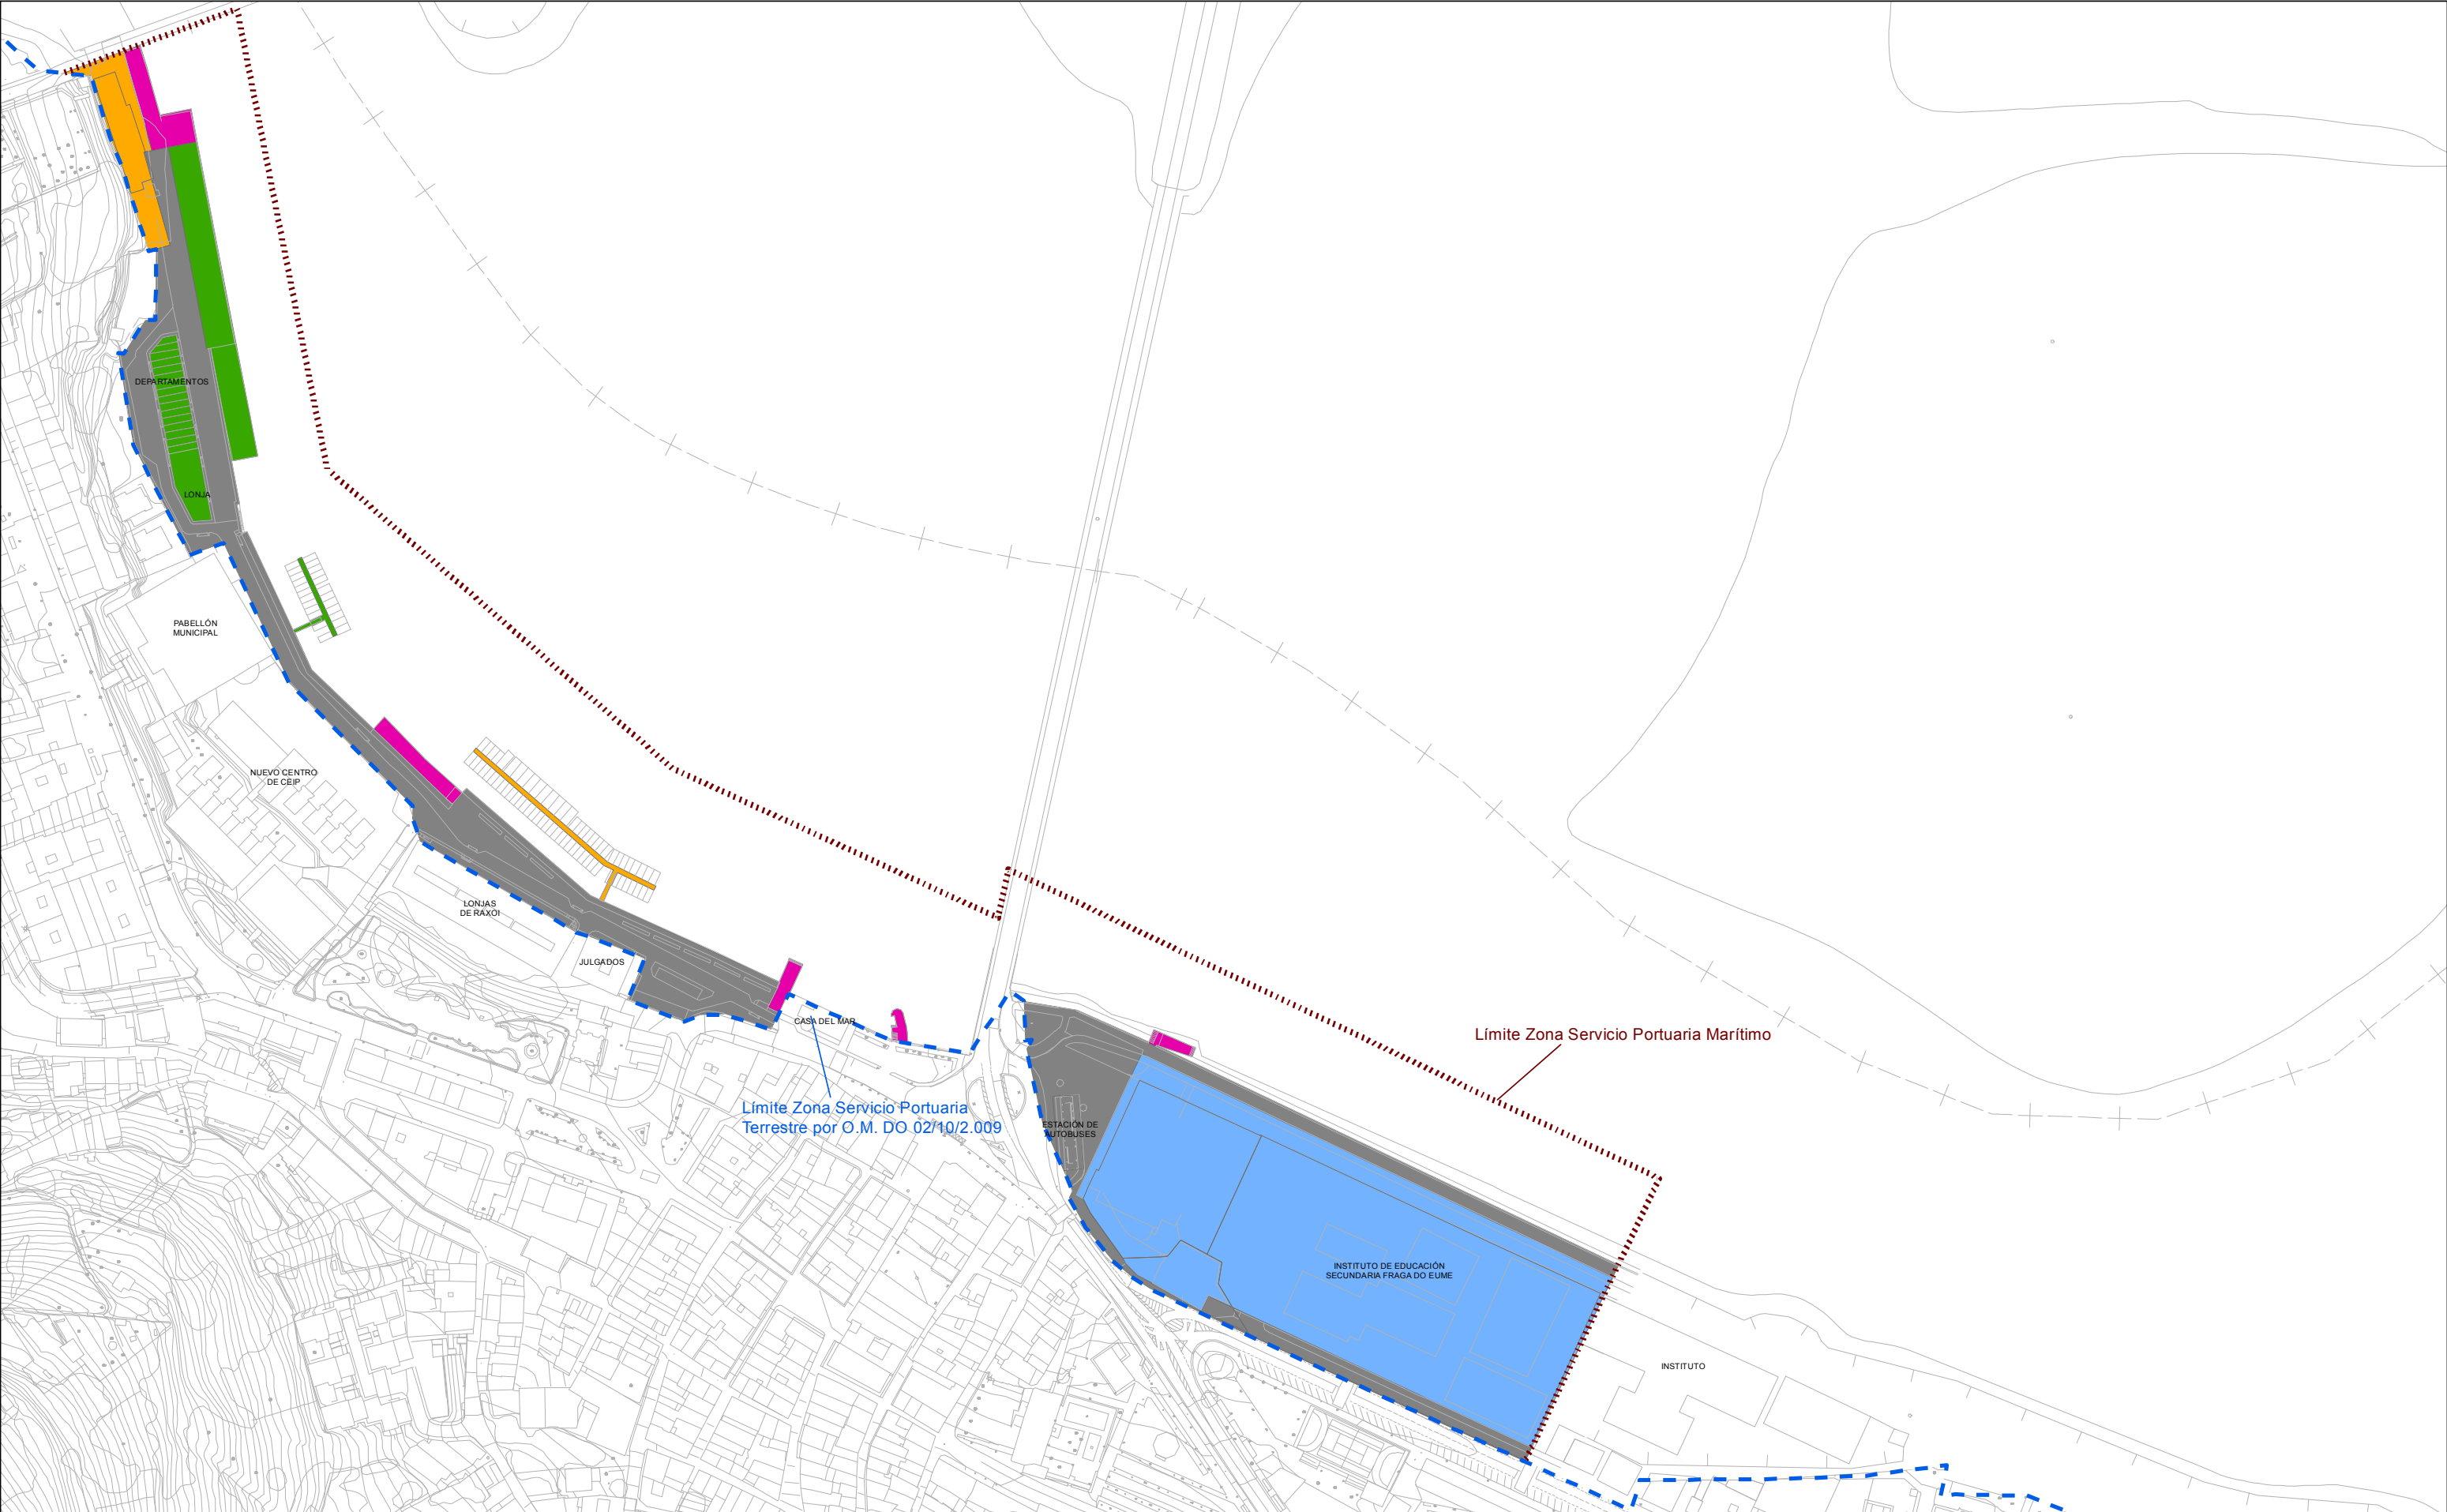 DEPARTAMENTOS
LONJA
PABELLÓN
MUNICIPAL
NUEVO CENTRO
DE CEIP
LONJAS
DE RAXOI
JULGADOS
CASA DEL MAR
Límite Zona Servicio Portuaria Marítimo
Límite Zona Servicio Portuaria
Terrestre por O.M. DO 02/10/2.009
ESTACIÓN DE
AUTOBUSES
INSTITUTO DE EDUCACIÓN
SECUNDARIA FRAGA DO EUME
INSTITUTO